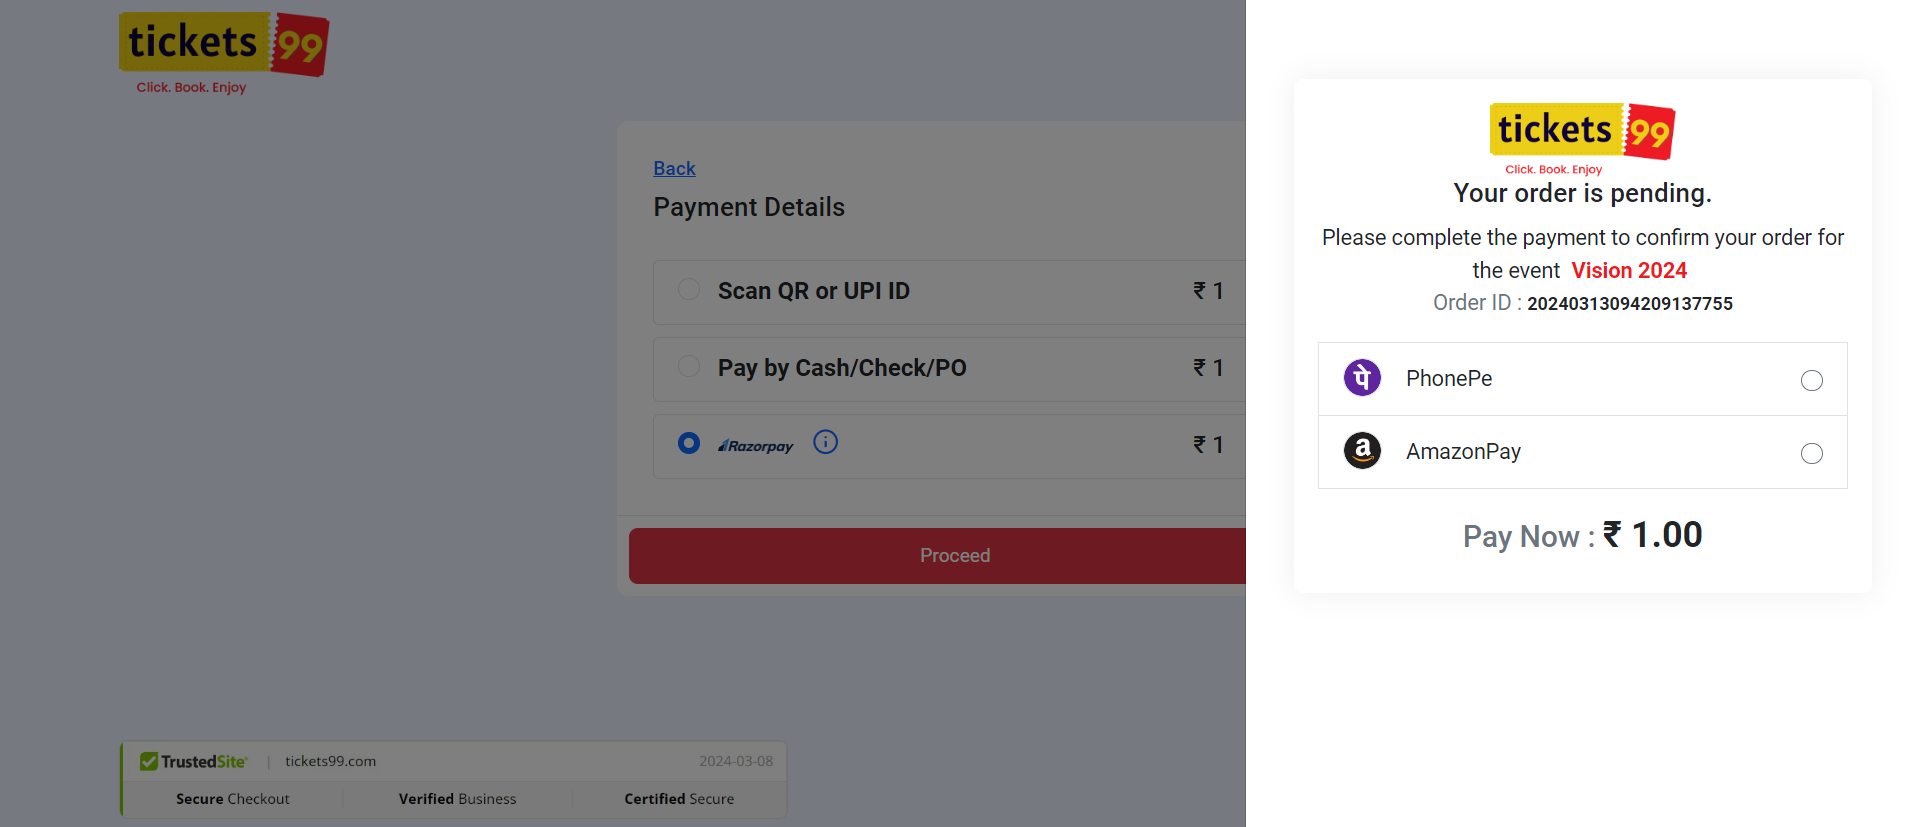 tickets 99
Click. Book. Enjoy
Back
Payment Details
Scan QR or UPI ID ₹ 1
Pay by Cash/Check/PO ₹ 1
Razorpay i ₹ 1
Proceed
TrustedSite | tickets99.com 2024-03-08
Secure Checkout Verified Business Certified Secure
tickets 99
Click. Book. Enjoy
Your order is pending.
Please complete the payment to confirm your order for
the event Vision 2024
Order ID : 20240313094209137755
पे PhonePe
a AmazonPay
Pay Now : ₹ 1.00